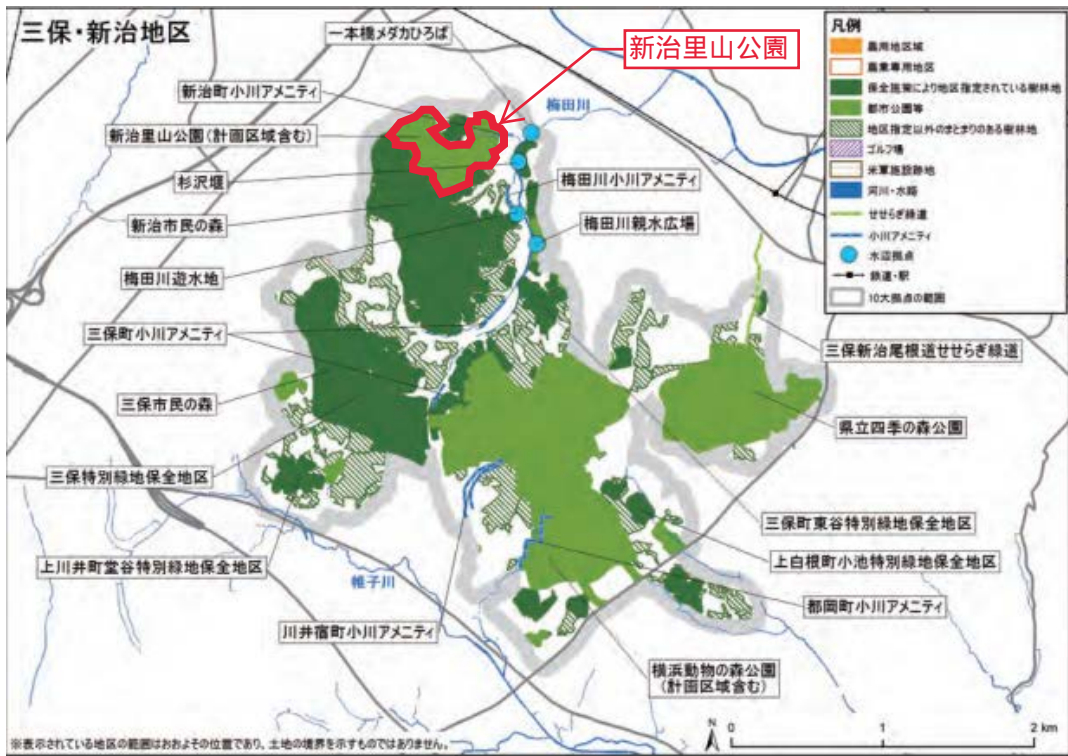 三保・新治地区
一本橋メダカひろば
新治里山公園
新治町小川アメニティ
梅田川
新治里山公園(計画区域含む)
杉沢堰
梅田川小川アメニティ
新治市民の森
梅田川親水広場
梅田川遊水地
三保町小川アメニティ
三保新治尾根道せせらぎ緑道
三保市民の森
県立四季の森公園
三保特別緑地保全地区
三保町東谷特別緑地保全地区
上川井町堂谷特別緑地保全地区
上白根町小池特別緑地保全地区
帷子川
都岡町小川アメニティ
川井宿町小川アメニティ
横浜動物の森公園
(計画区域含む)
凡例
農用地区域
農業専用地区
保全施策により地区指定されている樹林地
都市公園等
地区指定以外のまとまりのある樹林地
ゴルフ場
米軍施設跡地
河川・水路
せせらぎ緑道
小川アメニティ
水辺拠点
鉄道・駅
10大拠点の範囲
※表示されている地区の範囲はおおよその位置であり、土地の境界を示すものではありません。
N
0 1 2 km